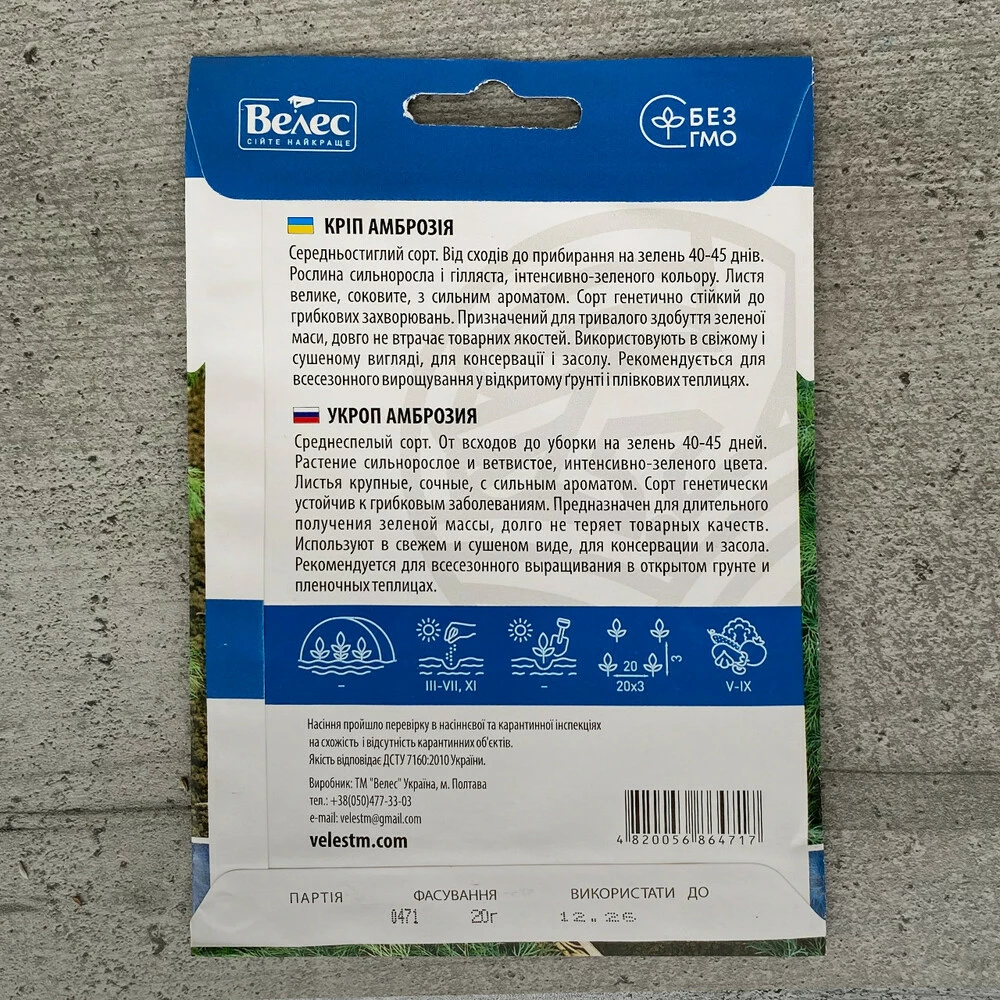 Велес
СІЙТЕ НАЙКРАЩЕ
БЕЗ
ГМО
КРІП АМБРОЗІЯ
Середньостиглий сорт. Від сходів до прибирання на зелень 40-45 днів.
Рослина сильноросла і гілляста, інтенсивно-зеленого кольору. Листя
велике, соковите, з сильним ароматом. Сорт генетично стійкий до
грибкових захворювань. Призначений для тривалого здобуття зеленої
маси, довго не втрачає товарних якостей. Використовують в свіжому і
сушеному вигляді, для консервації і засолу. Рекомендується для
всесезонного вирощування у відкритому ґрунті і плівкових теплицях.
УКРОП АМБРОЗИЯ
Среднеспелый сорт. От всходов до уборки на зелень 40-45 дней.
Растение сильнорослое и ветвистое, интенсивно-зеленого цвета.
Листья крупные, сочные, с сильным ароматом. Сорт генетически
устойчив к грибковым заболеваниям. Предназначен для длительного
получения зеленой массы, долго не теряет товарных качеств.
Используют в свежем и сушеном виде, для консервации и засола.
Рекомендуется для всесезонного выращивания в открытом грунте и
пленочных теплицах.
20 3
– III-VII, XI – 20х3 V-IX
Насіння пройшло перевірку в насіннєвої та карантинної інспекціях
на схожість і відсутність карантинних об'єктів.
Якість відповідає ДСТУ 7160:2010 України.
Виробник: ТМ "Велес" Україна, м. Полтава
тел.: +38(050)477-33-03
e-mail: velestm@gmail.com
velestm.com
4 820056 864717
ПАРТІЯ ФАСУВАННЯ ВИКОРИСТАТИ ДО
0471 20г 12.26